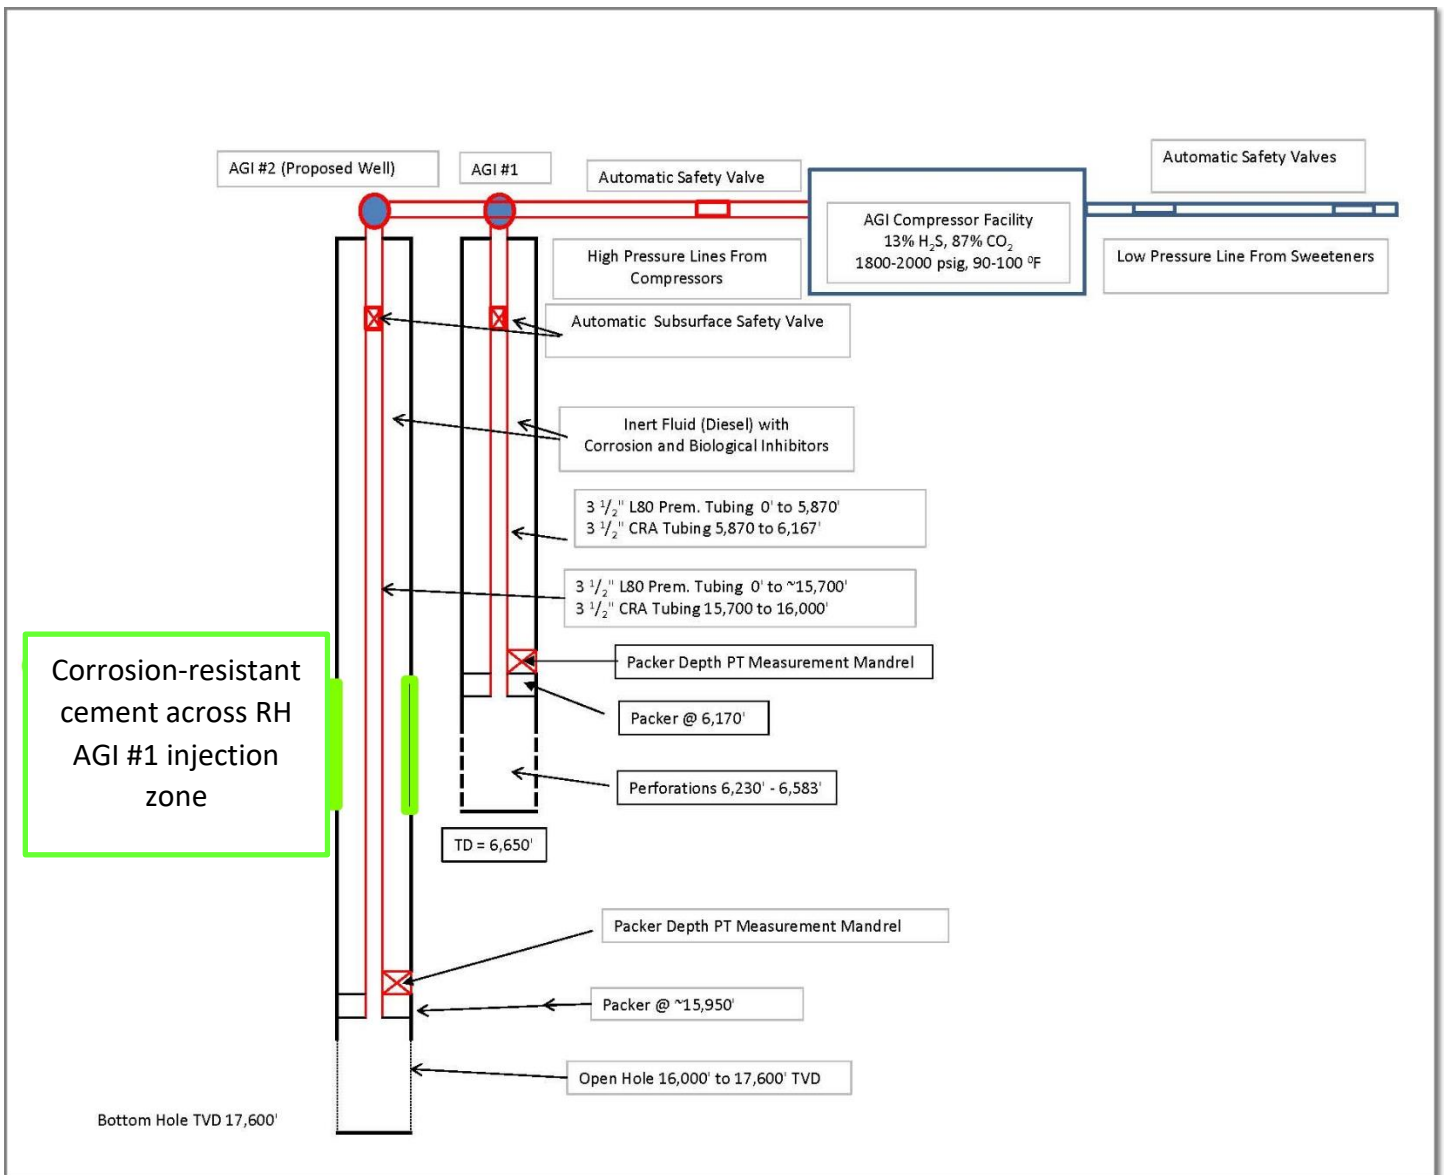 AGI #2 (Proposed Well)
AGI #1
Automatic Safety Valve
Automatic Safety Valves
AGI Compressor Facility
13% H₂S, 87% CO₂
1800-2000 psig, 90-100 ⁰F
High Pressure Lines From
Compressors
Low Pressure Line From Sweeteners
Automatic Subsurface Safety Valve
Inert Fluid (Diesel) with
Corrosion and Biological Inhibitors
3 1/2" L80 Prem. Tubing 0' to 5,870'
3 1/2" CRA Tubing 5,870 to 6,167'
3 1/2" L80 Prem. Tubing 0' to ~15,700'
3 1/2" CRA Tubing 15,700 to 16,000'
Corrosion-resistant
cement across RH
AGI #1 injection
zone
Packer Depth PT Measurement Mandrel
Packer @ 6,170'
Perforations 6,230' - 6,583'
TD = 6,650'
Packer Depth PT Measurement Mandrel
Packer @ ~15,950'
Open Hole 16,000' to 17,600' TVD
Bottom Hole TVD 17,600'